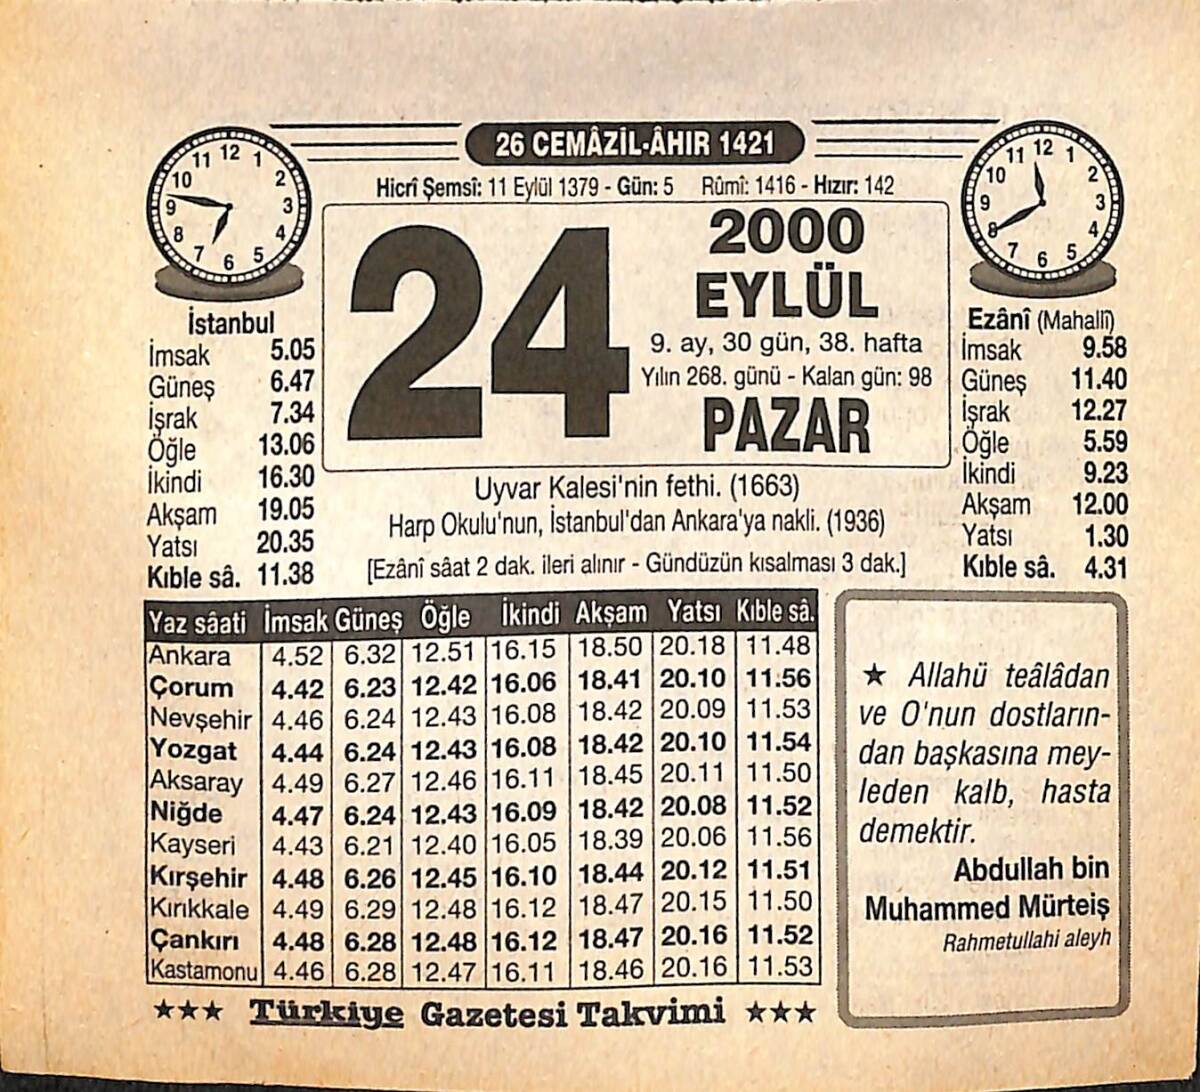 26 CEMÂZİL-ÂHIR 1421
Hicrî Şemsî: 11 Eylül 1379 - Gün: 5 Rûmî: 1416 - Hızır: 142
12 1 2 3 4 5 6 7 8 9 10 11
24
2000
EYLÜL
9. ay, 30 gün, 38. hafta
Yılın 268. günü - Kalan gün: 98
PAZAR
12 1 2 3 4 5 6 7 8 9 10 11
İstanbul
İmsak 5.05
Güneş 6.47
İşrak 7.34
Öğle 13.06
İkindi 16.30
Akşam 19.05
Yatsı 20.35
Kıble sâ. 11.38
Ezânî (Mahallî)
İmsak 9.58
Güneş 11.40
İşrak 12.27
Öğle 5.59
İkindi 9.23
Akşam 12.00
Yatsı 1.30
Kıble sâ. 4.31
Uyvar Kalesi'nin fethi. (1663)
Harp Okulu'nun, İstanbul'dan Ankara'ya nakli. (1936)
[Ezânî sâat 2 dak. ileri alınır - Gündüzün kısalması 3 dak.]
Yaz sâati İmsak Güneş Öğle İkindi Akşam Yatsı Kıble sâ.
Ankara 4.52 6.32 12.51 16.15 18.50 20.18 11.48
Çorum 4.42 6.23 12.42 16.06 18.41 20.10 11.56
Nevşehir 4.46 6.24 12.43 16.08 18.42 20.09 11.53
Yozgat 4.44 6.24 12.43 16.08 18.42 20.10 11.54
Aksaray 4.49 6.27 12.46 16.11 18.45 20.11 11.50
Niğde 4.47 6.24 12.43 16.09 18.42 20.08 11.52
Kayseri 4.43 6.21 12.40 16.05 18.39 20.06 11.56
Kırşehir 4.48 6.26 12.45 16.10 18.44 20.12 11.51
Kırıkkale 4.49 6.29 12.48 16.12 18.47 20.15 11.50
Çankırı 4.48 6.28 12.48 16.12 18.47 20.16 11.52
Kastamonu 4.46 6.28 12.47 16.11 18.46 20.16 11.53
★★★ Türkiye Gazetesi Takvimi ★★★
★ Allahü teâlâdan
ve O'nun dostların-
dan başkasına mey-
leden kalb, hasta
demektir.
Abdullah bin
Muhammed Mürteiş
Rahmetullahi aleyh